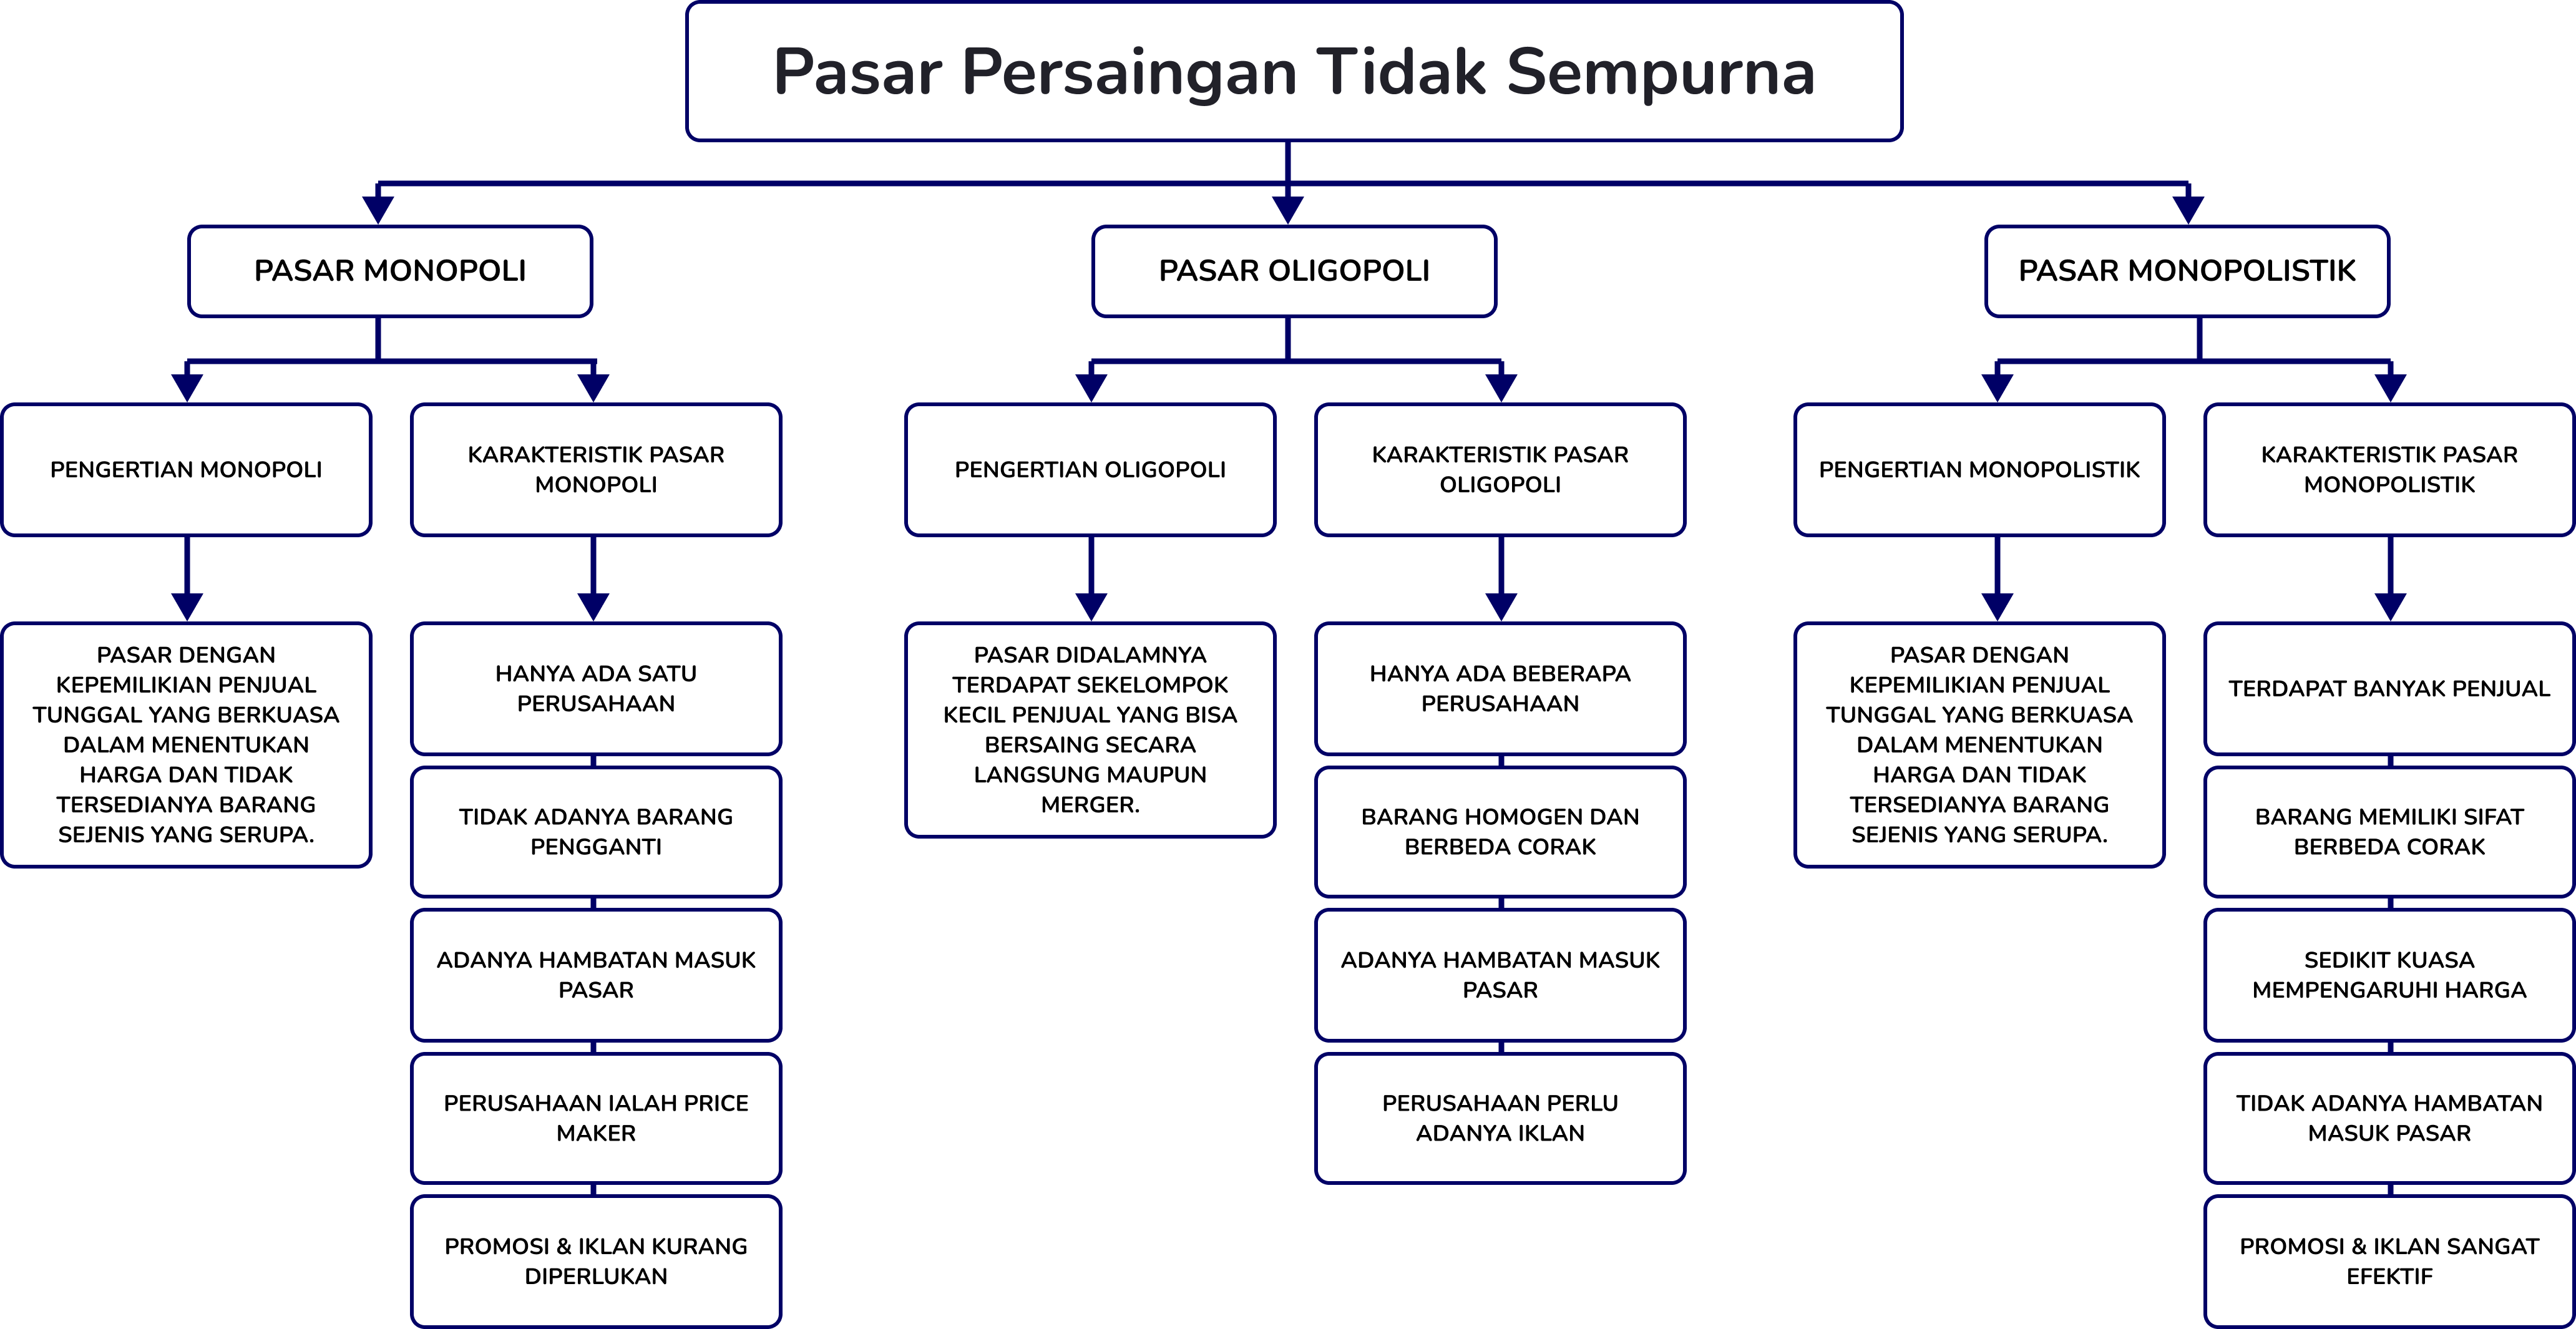 Pasar Persaingan Tidak Sempurna
PASAR MONOPOLI
PASAR OLIGOPOLI
PASAR MONOPOLISTIK
PENGERTIAN MONOPOLI
KARAKTERISTIK PASAR
MONOPOLI
PENGERTIAN OLIGOPOLI
KARAKTERISTIK PASAR
OLIGOPOLI
PENGERTIAN MONOPOLISTIK
KARAKTERISTIK PASAR
MONOPOLISTIK
PASAR DENGAN
KEPEMILIKIAN PENJUAL
TUNGGAL YANG BERKUASA
DALAM MENENTUKAN
HARGA DAN TIDAK
TERSEDIANYA BARANG
SEJENIS YANG SERUPA.
HANYA ADA SATU
PERUSAHAAN
TIDAK ADANYA BARANG
PENGGANTI
ADANYA HAMBATAN MASUK
PASAR
PERUSAHAAN IALAH PRICE
MAKER
PROMOSI & IKLAN KURANG
DIPERLUKAN
PASAR DIDALAMNYA
TERDAPAT SEKELOMPOK
KECIL PENJUAL YANG BISA
BERSAING SECARA
LANGSUNG MAUPUN
MERGER.
HANYA ADA BEBERAPA
PERUSAHAAN
BARANG HOMOGEN DAN
BERBEDA CORAK
ADANYA HAMBATAN MASUK
PASAR
PERUSAHAAN PERLU
ADANYA IKLAN
PASAR DENGAN
KEPEMILIKIAN PENJUAL
TUNGGAL YANG BERKUASA
DALAM MENENTUKAN
HARGA DAN TIDAK
TERSEDIANYA BARANG
SEJENIS YANG SERUPA.
TERDAPAT BANYAK PENJUAL
BARANG MEMILIKI SIFAT
BERBEDA CORAK
SEDIKIT KUASA
MEMPENGARUHI HARGA
TIDAK ADANYA HAMBATAN
MASUK PASAR
PROMOSI & IKLAN SANGAT
EFEKTIF